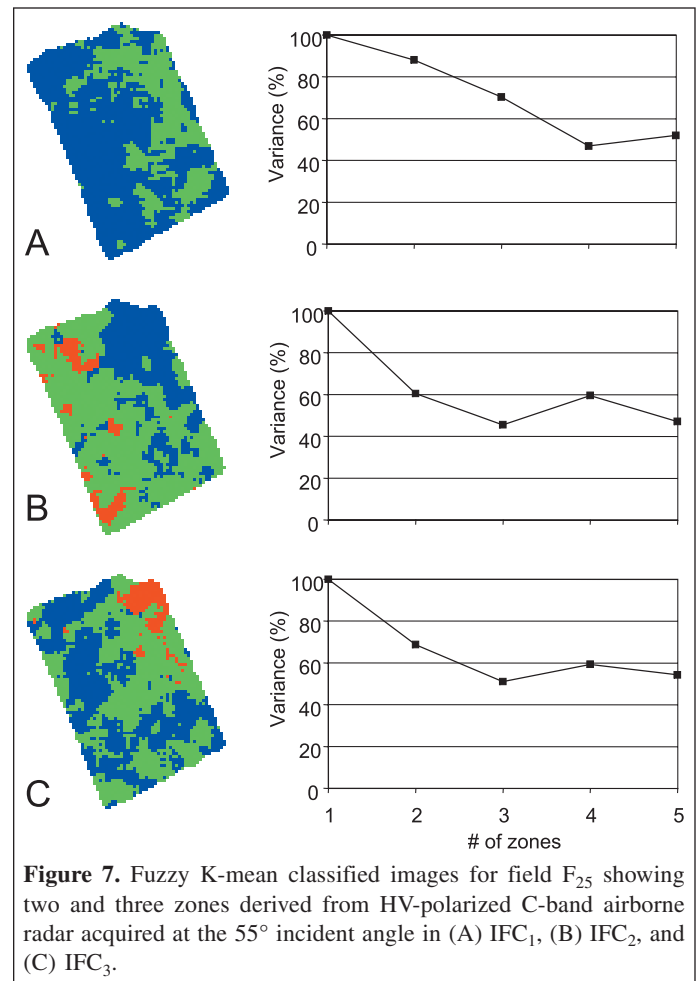 100
80
60
40
20
0
Variance (%)
A
100
80
60
40
20
0
Variance (%)
B
100
80
60
40
20
0
Variance (%)
C
1 2 3 4 5
# of zones
Figure 7. Fuzzy K-mean classified images for field F₂₅ showing
two and three zones derived from HV-polarized C-band airborne
radar acquired at the 55° incident angle in (A) IFC₁, (B) IFC₂, and
(C) IFC₃.